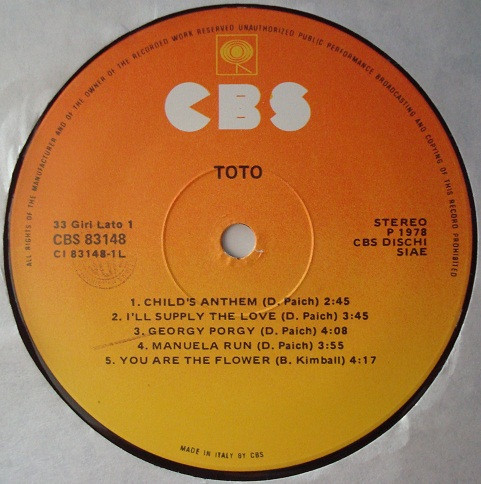 ALL RIGHTS OF THE MANUFACTURER AND OF THE OWNER OF THE RECORDED WORK RESERVED UNAUTHORIZED PUBLIC PERFORMANCE BROADCASTING AND COPYING OF THIS RECORD PROHIBITED
CBS
TOTO
33 Giri Lato 1
CBS 83148
CI 83148-1L
STEREO
P 1978
CBS DISCHI
SIAE
1. CHILD'S ANTHEM (D. Paich) 2:45
2. I'LL SUPPLY THE LOVE (D. Paich) 3:45
3. GEORGY PORGY (D. Paich) 4:08
4. MANUELA RUN (D. Paich) 3:55
5. YOU ARE THE FLOWER (B. Kimball) 4:17
MADE IN ITALY BY CBS